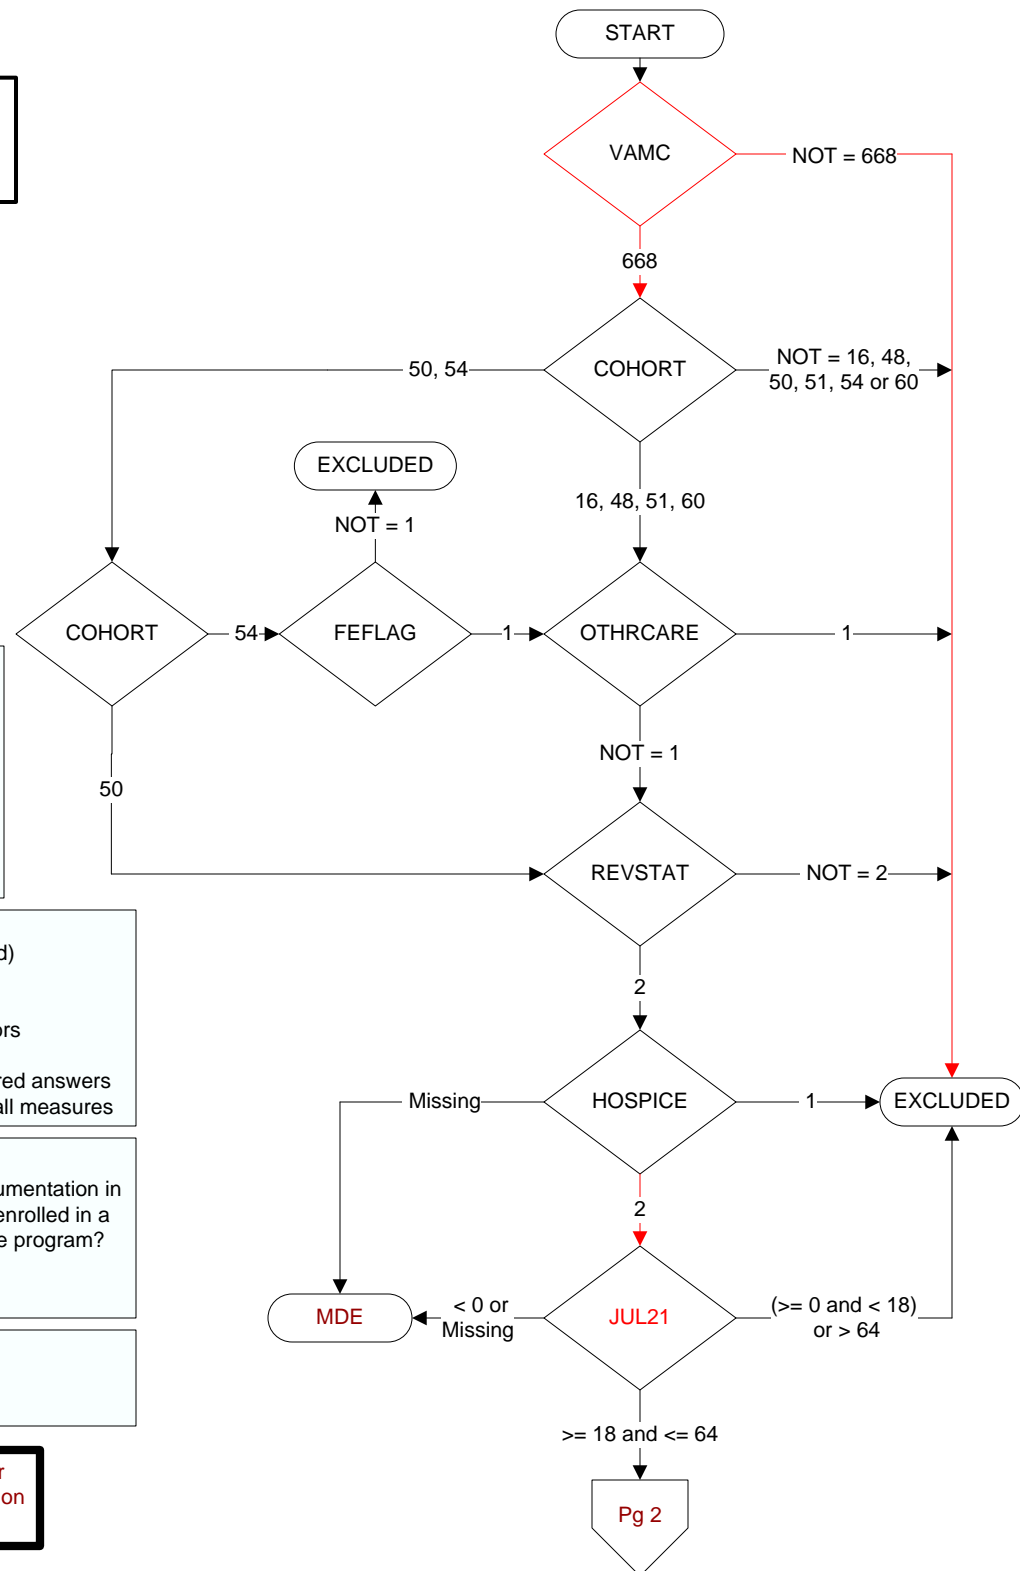 START
VAMC
NOT = 668
668
COHORT
50, 54
NOT = 16, 48,
50, 51, 54 or 60
EXCLUDED
16, 48, 51, 60
NOT = 1
COHORT
54
FEFLAG
1
OTHRCARE
1
NOT = 1
50
REVSTAT
NOT = 2
2
HOSPICE
Missing
1
EXCLUDED
2
MDE
< 0 or
Missing
JUL21
(>= 0 and < 18)
or > 64
>= 18 and <= 64
Pg 2
d)
ors
red answers
all measures
umentation in
enrolled in a
e program?
r
on